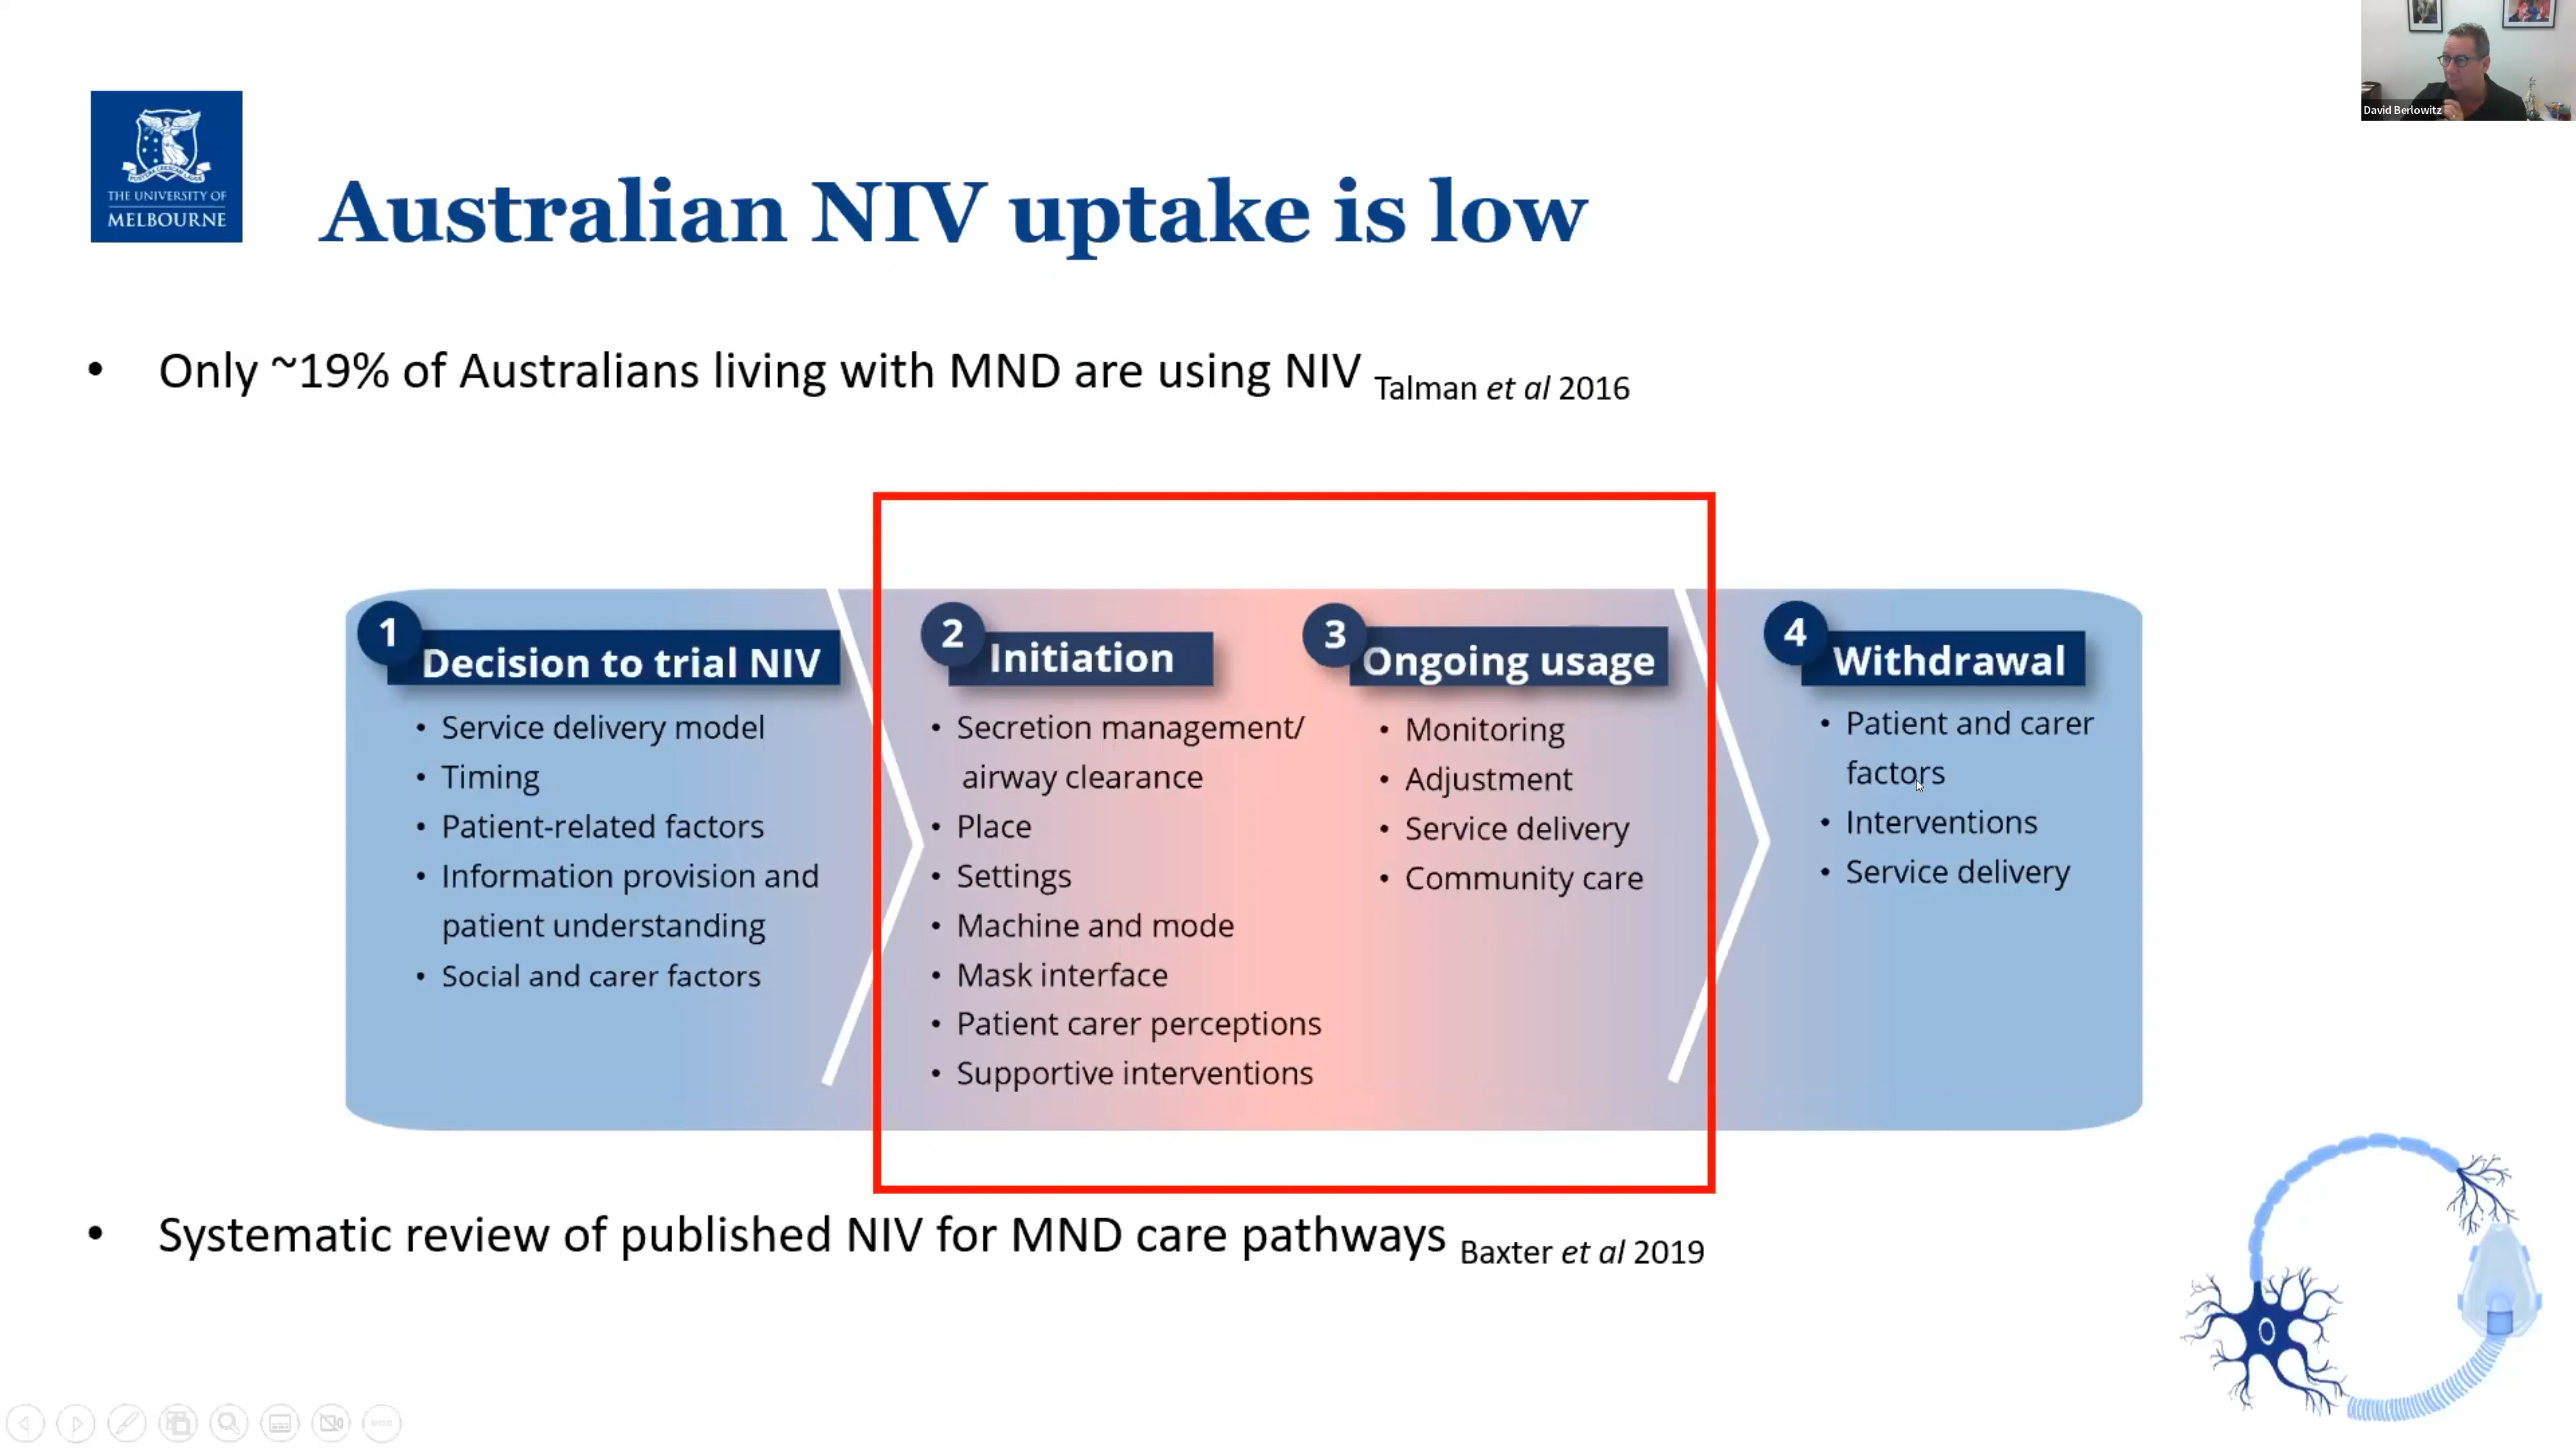 David Berlowitz
THE UNIVERSITY OF
MELBOURNE
Australian NIV uptake is low
• Only ~19% of Australians living with MND are using NIV Talman et al 2016
1
Decision to trial NIV
• Service delivery model
• Timing
• Patient-related factors
• Information provision and
patient understanding
• Social and carer factors
2
Initiation
• Secretion management/
airway clearance
• Place
• Settings
• Machine and mode
• Mask interface
• Patient carer perceptions
• Supportive interventions
3
Ongoing usage
• Monitoring
• Adjustment
• Service delivery
• Community care
4
Withdrawal
• Patient and carer
factors
• Interventions
• Service delivery
• Systematic review of published NIV for MND care pathways Baxter et al 2019